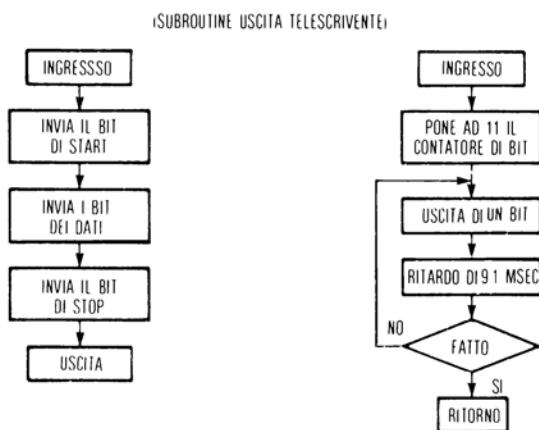 (SUBROUTINE USCITA TELESCRIVENTE)
INGRESSSO
INVIA IL BIT
DI START
INVIA I BIT
DEI DATI
INVIA IL BIT
DI STOP
USCITA
INGRESSO
PONE AD 11 IL
CONTATORE DI BIT
USCITA DI UN BIT
RITARDO DI 9 1 MSEC
NO
FATTO
SI
RITORNO